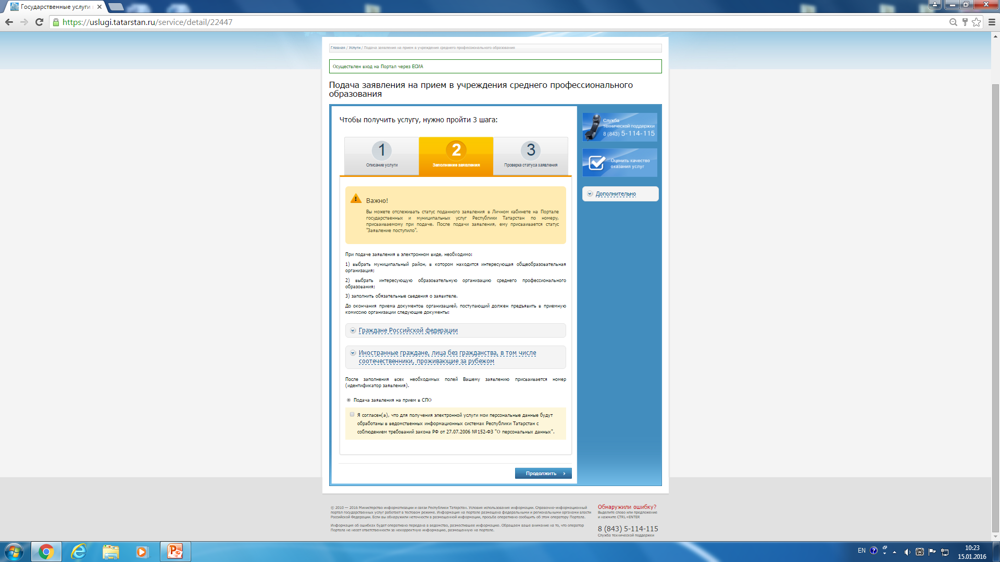 Государственные услуги
https://uslugi.tatarstan.ru/service/detail/22447
Главная / Услуги / Подача заявления на прием в учреждения среднего профессионального образования
Осуществлен вход на Портал через ЕСИА
Подача заявления на прием в учреждения среднего профессионального
образования
Чтобы получить услугу, нужно пройти 3 шага:
1
Описание услуги
2
Заполнение заявления
3
Проверка статуса заявления
Служба
технической поддержки
8 (843) 5-114-115
Оценить качество
оказания услуг
Дополнительно
Важно!
Вы можете отслеживать статус поданного заявления в Личном кабинете на Портале
государственных и муниципальных услуг Республики Татарстан по номеру,
присваиваемому при подаче. После подачи заявления, ему присваивается статус
"Заявление поступило".
При подаче заявления в электронном виде, необходимо:
1) выбрать муниципальный район, в котором находится интересующая общеобразовательная
организация;
2) выбрать интересующую образовательную организацию среднего профессионального
образования;
3) заполнить обязательные сведения о заявителе.
До окончания приема документов организацией, поступающий должен предъявить в приемную
комиссию организации следующие документы:
Граждане Российской федерации
Иностранные граждане, лица без гражданства, в том числе
соотечественники, проживающие за рубежом
После заполнения всех необходимых полей Вашему заявлению присваивается номер
(идентификатор заявления).
Подача заявления на прием в СПО
Я согласен(а), что для получения электронной услуги мои персональные данные будут
обработаны в ведомственных информационных системах Республики Татарстан с
соблюдением требований закона РФ от 27.07.2006 №152-ФЗ "О персональных данных".
Продолжить
© 2010 — 2016 Министерство информатизации и связи Республики Татарстан. Условия использования информации. Справочно-информационный
портал государственных услуг работает в тестовом режиме. Информация на портале размещена федеральными и региональными органами власти
Российской Федерации. Если вы обнаружили неточности в размещенной информации, просьба оперативно сообщить об этом оператору Портала.
Информация об ошибках будет оперативно передана в ведомство, разместившее информацию. Обращаем ваше внимание на то, что оператор
Портала не несет ответственности за некорректную информацию, размещенную на портале.
Обнаружили ошибку?
Выделите слово или предложение
и нажмите CTRL+ENTER
8 (843) 5-114-115
Служба технической поддержки
EN
10:23
15.01.2016